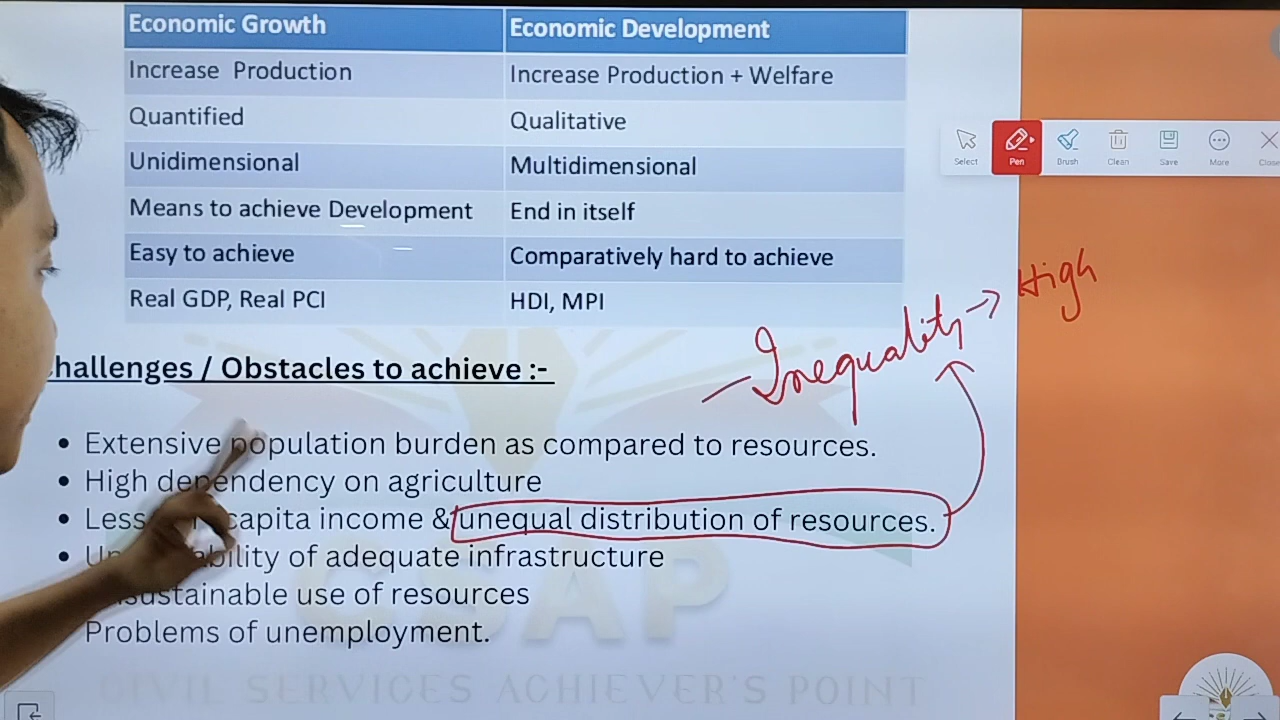 Economic Growth Economic Development
Increase Production Increase Production + Welfare
Quantified Qualitative
Unidimensional Multidimensional
Means to achieve Development End in itself
Easy to achieve Comparatively hard to achieve
Real GDP, Real PCI HDI, MPI
Select Pen Brush Clean Save More Close
- Inequality → High
hallenges / Obstacles to achieve :-
• Extensive population burden as compared to resources.
• High dependency on agriculture
• Less capita income & unequal distribution of resources.
• of adequate infrastructure
use of resources
Problems of unemployment.
CSAP
CIVIL SERVICES ACHIEVER'S POINT